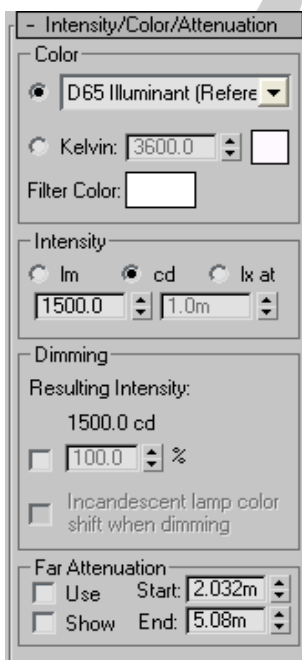 - Intensity/Color/Attenuation
Color
D65 Illuminant (Refere
Kelvin: 3600.0
Filter Color:
Intensity
lm cd lx at
1500.0 1.0m
Dimming
Resulting Intensity:
1500.0 cd
100.0 %
Incandescent lamp color
shift when dimming
Far Attenuation
Use Start: 2.032m
Show End: 5.08m